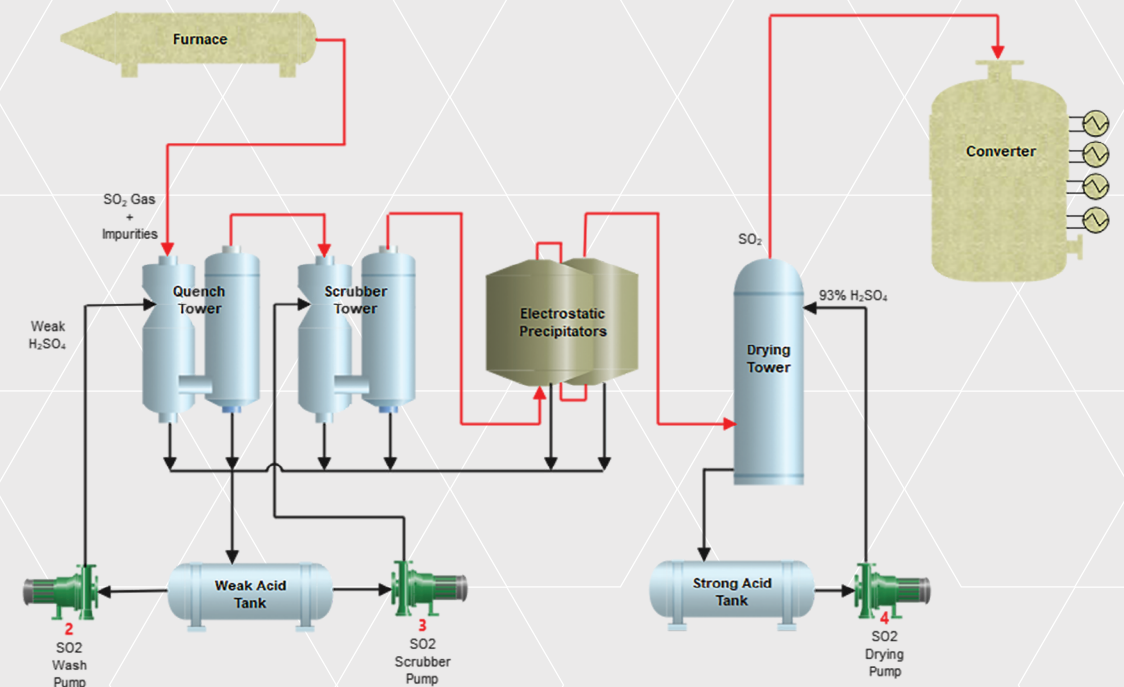 Furnace
Converter
SO₂ Gas
+
Impurities
SO₂
Quench
Tower
Scrubber
Tower
93% H₂SO₄
Electrostatic
Precipitators
Weak
H₂SO₄
Drying
Tower
Weak Acid
Tank
Strong Acid
Tank
2
SO2
Wash
Pump
3
SO2
Scrubber
Pump
4
SO2
Drying
Pump